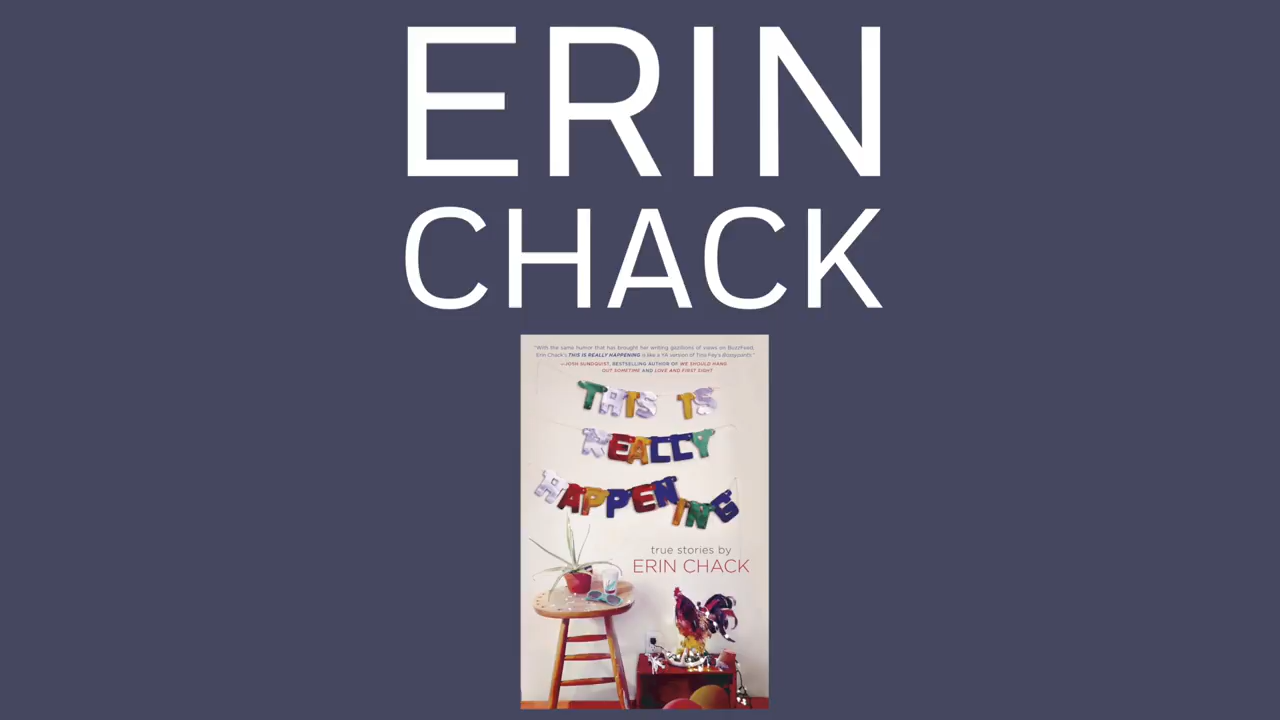 ERIN
CHACK
"With the same humor that has brought her writing gazillions of views on BuzzFeed,
Erin Chack's THIS IS REALLY HAPPENING is like a YA version of Tina Fey's Bossypants."
—JOSH SUNDQUIST, BESTSELLING AUTHOR OF WE SHOULD HANG
OUT SOMETIME AND LOVE AND FIRST SIGHT
THIS IS
REALLY
HAPPENING
true stories by
ERIN CHACK